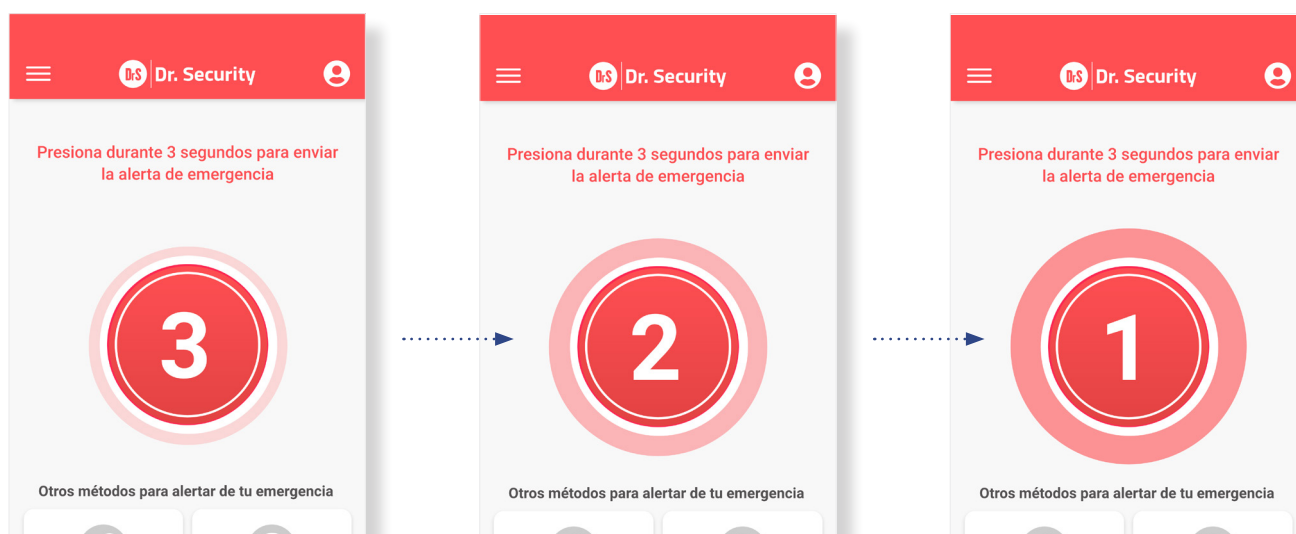 DrS Dr. Security
Presiona durante 3 segundos para enviar
la alerta de emergencia
3
Otros métodos para alertar de tu emergencia
DrS Dr. Security
Presiona durante 3 segundos para enviar
la alerta de emergencia
2
Otros métodos para alertar de tu emergencia
DrS Dr. Security
Presiona durante 3 segundos para enviar
la alerta de emergencia
1
Otros métodos para alertar de tu emergencia